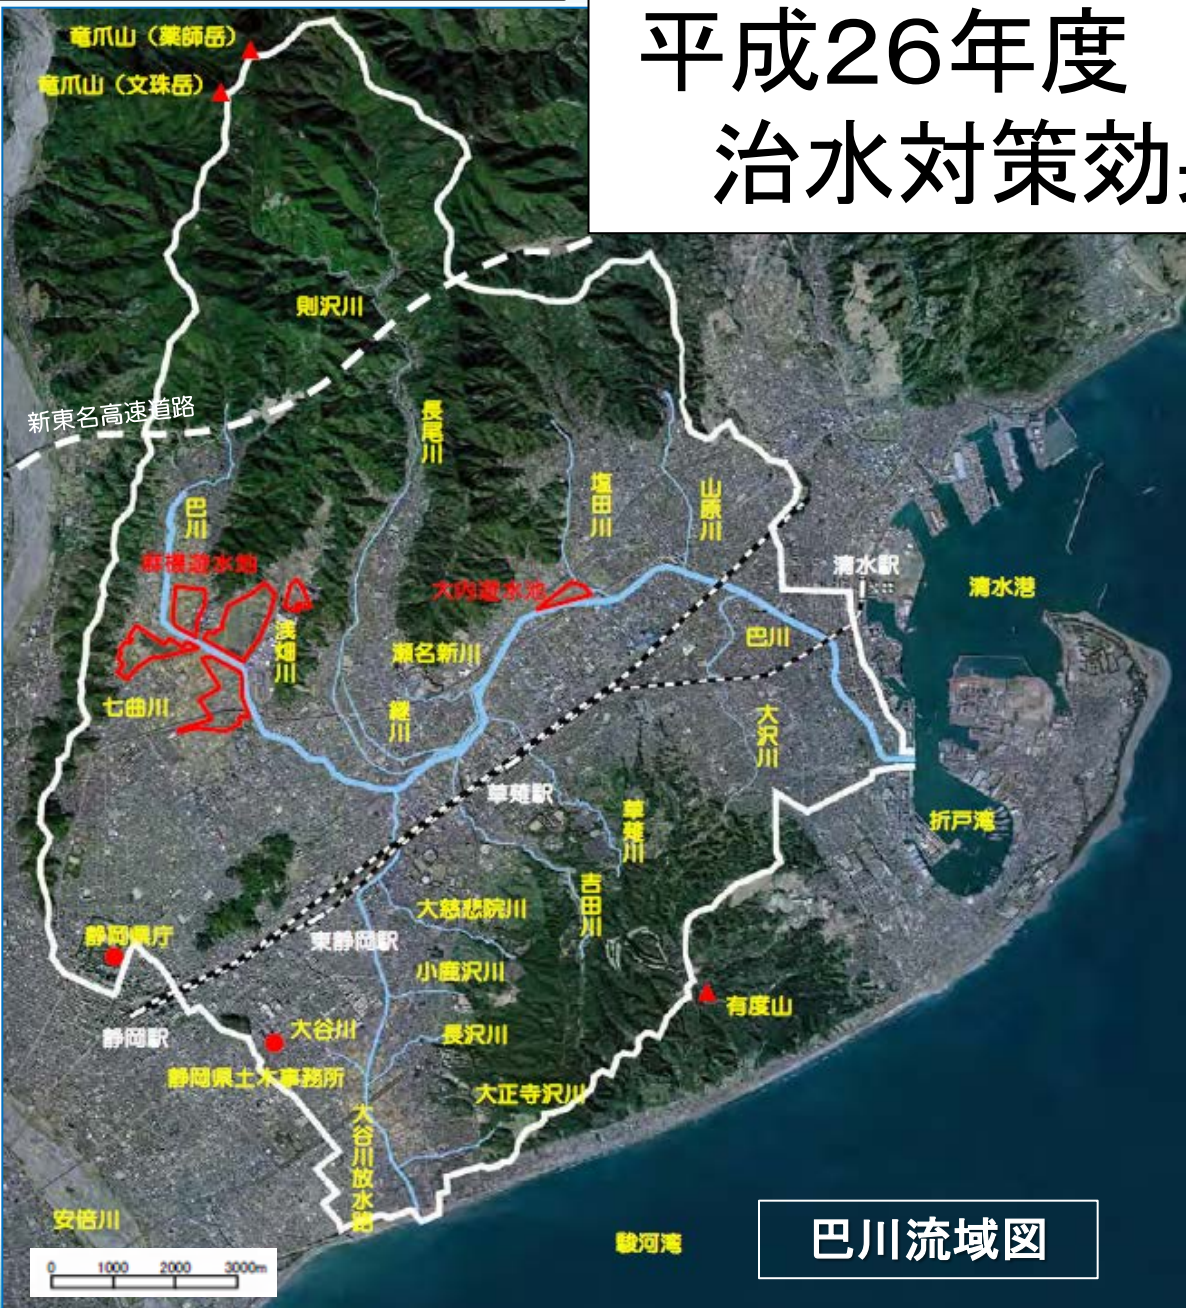 平成26年度
治水対策効
竜爪山（薬師岳）
竜爪山（文珠岳）
則沢川
新東名高速道路
長尾川
塩田川
山原川
巴川
麻機遊水地
大内遊水地
清水駅
清水港
浅畑川
瀬名新川
巴川
七曲川
継川
大沢川
草薙駅
草薙川
折戸湾
吉田川
大慈悲院川
静岡県庁
東静岡駅
小鹿沢川
有度山
静岡駅
大谷川
長沢川
静岡県土木事務所
大正寺沢川
大谷川放水路
安倍川
駿河湾
巴川流域図
0 1000 2000 3000m